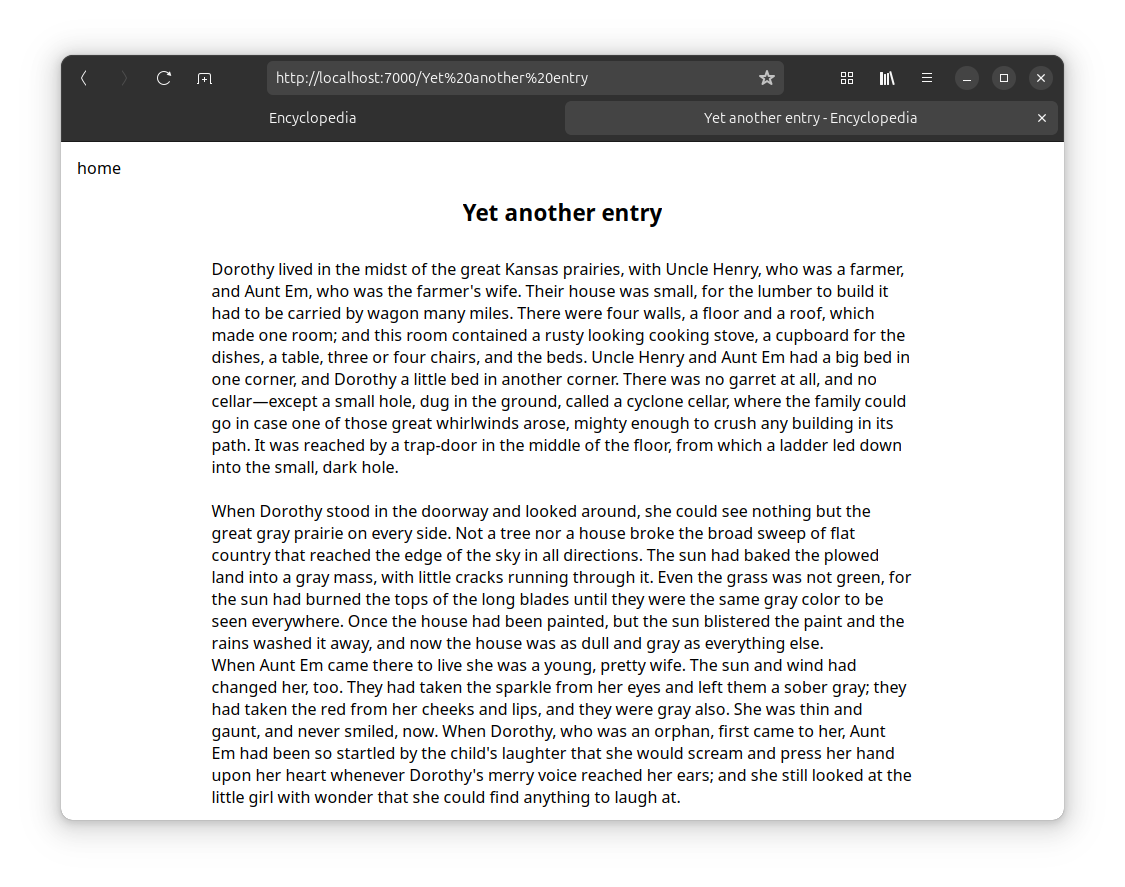 http://localhost:7000/Yet%20another%20entry
Encyclopedia
Yet another entry - Encyclopedia
home
Yet another entry
Dorothy lived in the midst of the great Kansas prairies, with Uncle Henry, who was a farmer,
and Aunt Em, who was the farmer's wife. Their house was small, for the lumber to build it
had to be carried by wagon many miles. There were four walls, a floor and a roof, which
made one room; and this room contained a rusty looking cooking stove, a cupboard for the
dishes, a table, three or four chairs, and the beds. Uncle Henry and Aunt Em had a big bed in
one corner, and Dorothy a little bed in another corner. There was no garret at all, and no
cellar—except a small hole, dug in the ground, called a cyclone cellar, where the family could
go in case one of those great whirlwinds arose, mighty enough to crush any building in its
path. It was reached by a trap-door in the middle of the floor, from which a ladder led down
into the small, dark hole.
When Dorothy stood in the doorway and looked around, she could see nothing but the
great gray prairie on every side. Not a tree nor a house broke the broad sweep of flat
country that reached the edge of the sky in all directions. The sun had baked the plowed
land into a gray mass, with little cracks running through it. Even the grass was not green, for
the sun had burned the tops of the long blades until they were the same gray color to be
seen everywhere. Once the house had been painted, but the sun blistered the paint and the
rains washed it away, and now the house was as dull and gray as everything else.
When Aunt Em came there to live she was a young, pretty wife. The sun and wind had
changed her, too. They had taken the sparkle from her eyes and left them a sober gray; they
had taken the red from her cheeks and lips, and they were gray also. She was thin and
gaunt, and never smiled, now. When Dorothy, who was an orphan, first came to her, Aunt
Em had been so startled by the child's laughter that she would scream and press her hand
upon her heart whenever Dorothy's merry voice reached her ears; and she still looked at the
little girl with wonder that she could find anything to laugh at.